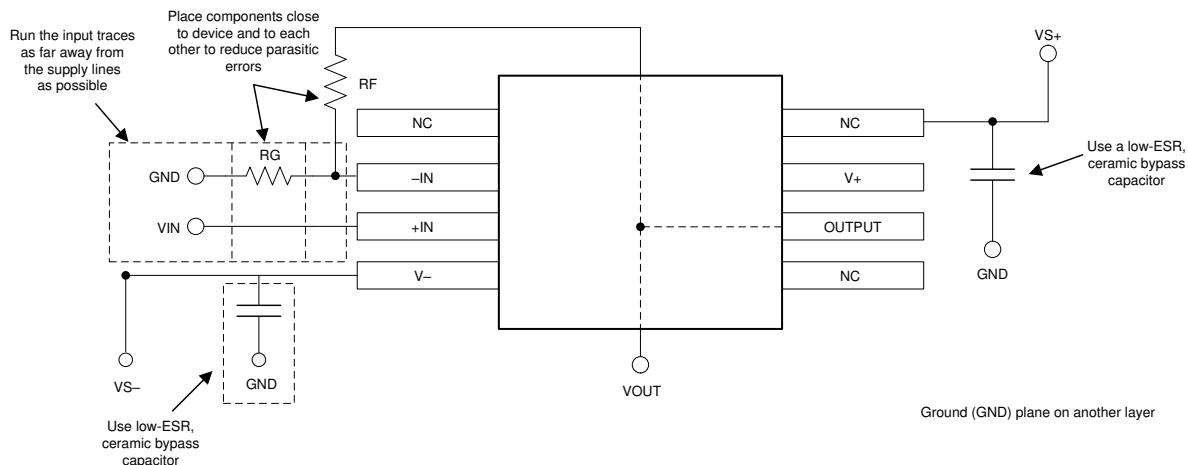 Run the input traces
as far away from
the supply lines
as possible
Place components close
to device and to each
other to reduce parasitic
errors
RF
VS+
NC
NC
Use a low-ESR,
ceramic bypass
capacitor
RG
GND
–IN
V+
VIN
+IN
OUTPUT
GND
V–
NC
VS–
GND
VOUT
Use low-ESR,
ceramic bypass
capacitor
Ground (GND) plane on another layer